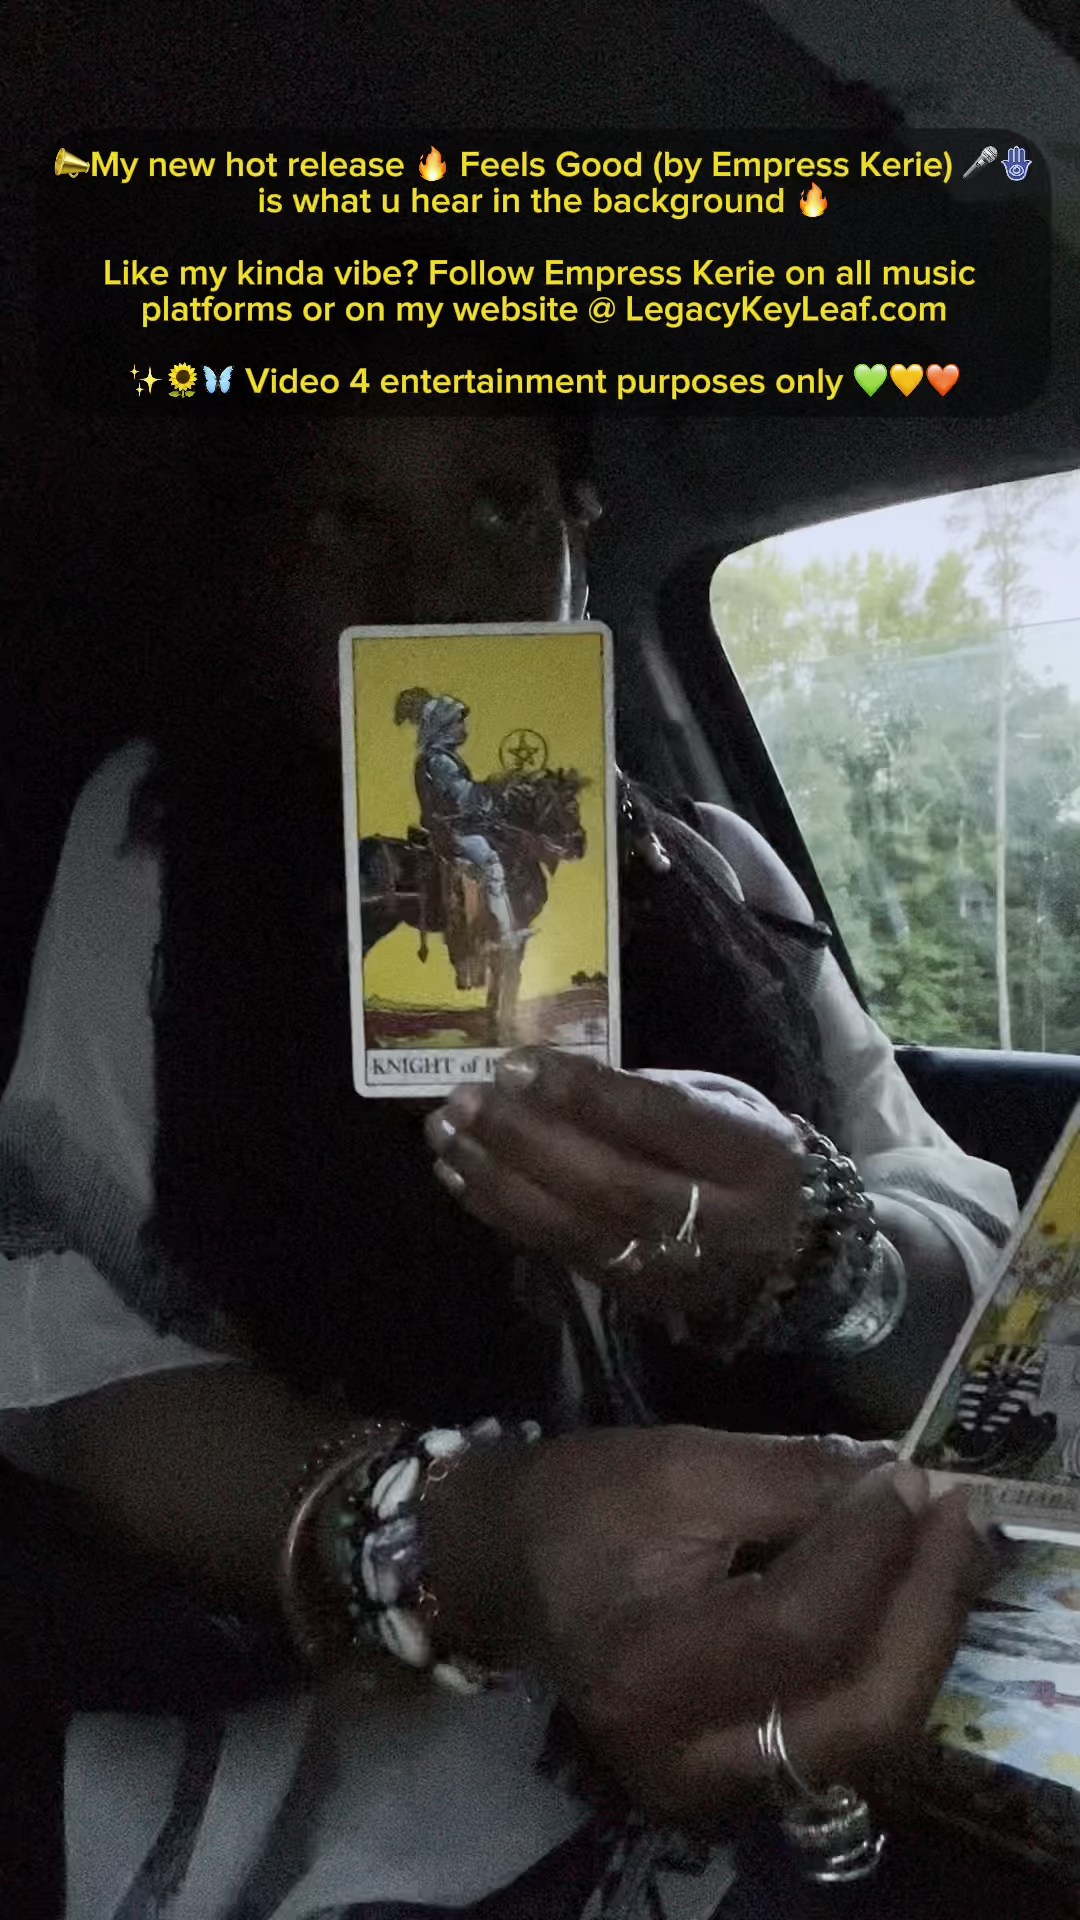 📣My new hot release 🔥 Feels Good (by Empress Kerie) 🎤🪬
is what u hear in the background 🔥
Like my kinda vibe? Follow Empress Kerie on all music
platforms or on my website @ LegacyKeyLeaf.com
✨🌻🦋 Video 4 entertainment purposes only 💚💛🧡
KNIGHT of P